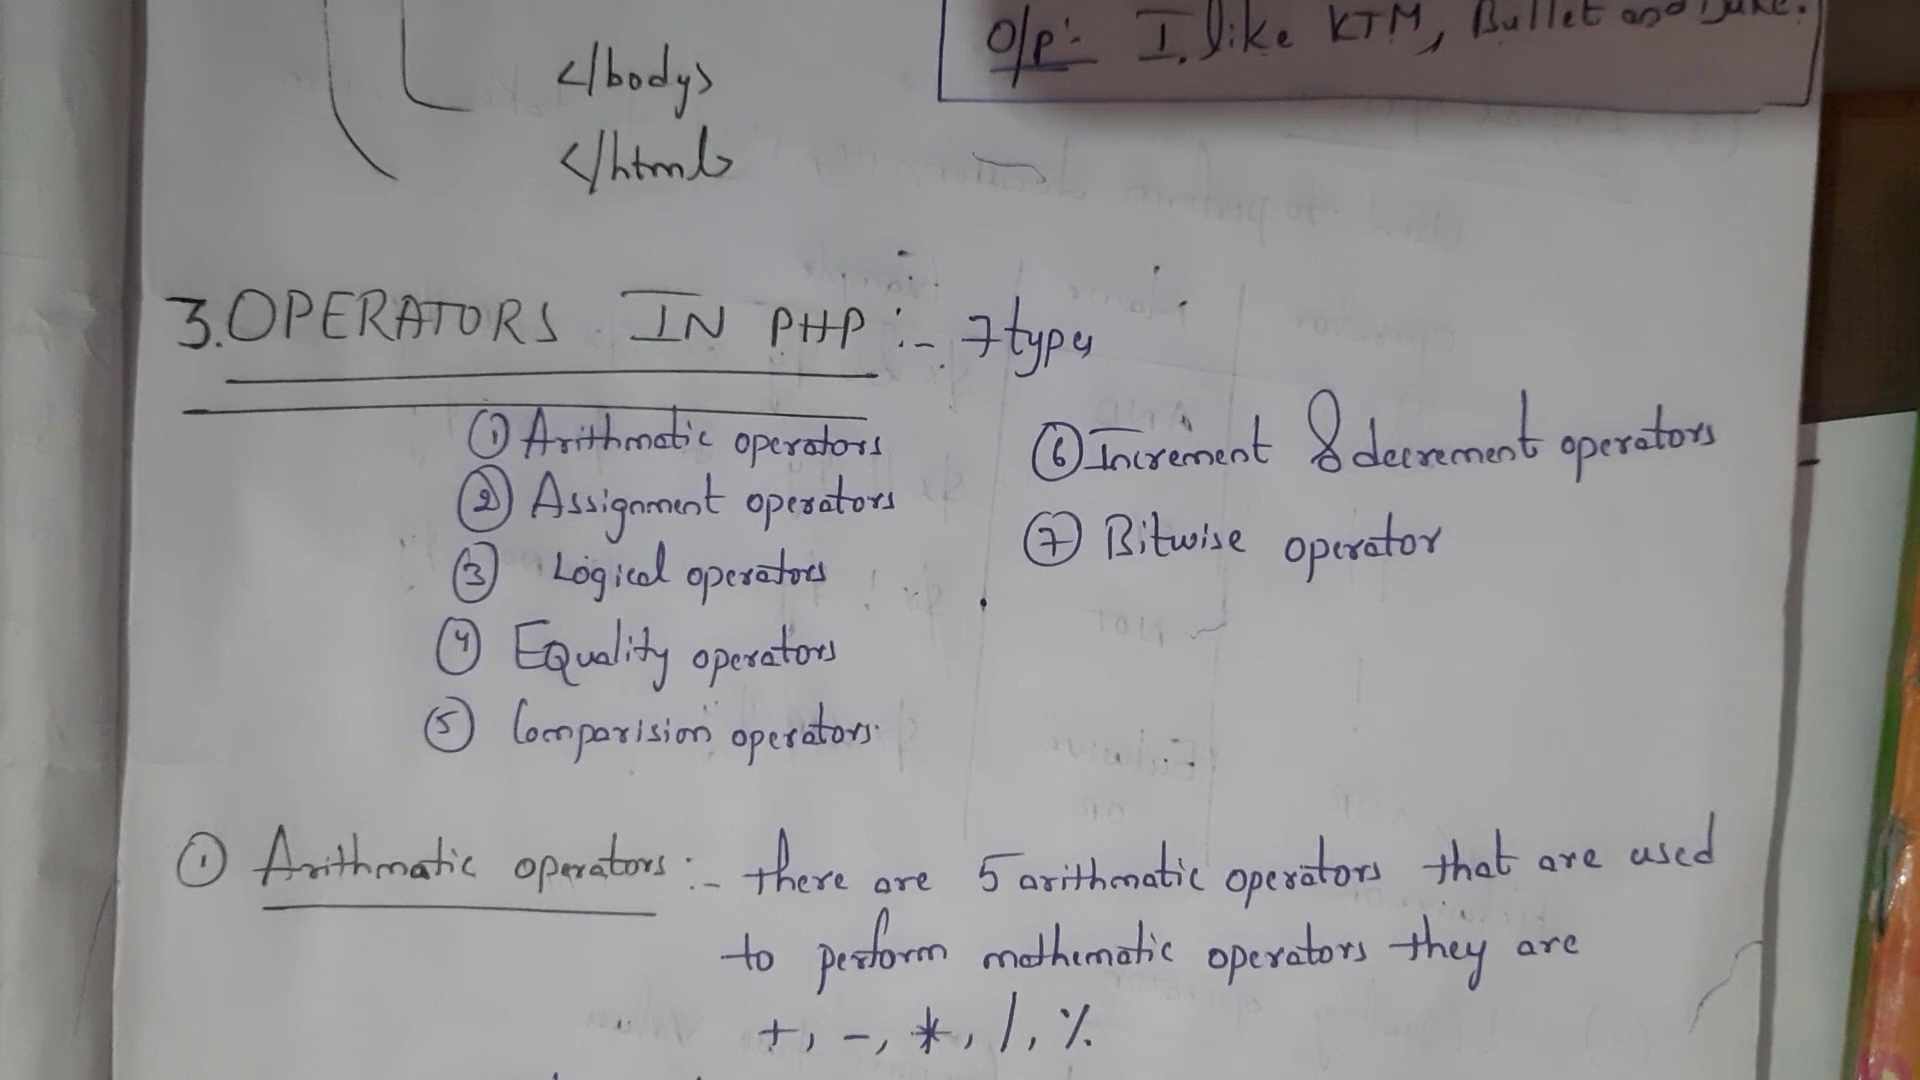 </body>
</html>
O/p:- I like KTM, Bullet and Duke.
3. OPERATORS IN PHP :- 7 types
① Arithmatic operators
② Assignment operators
③ Logical operators
④ Equality operators
⑤ Comparision operators.
⑥ Increment & decrement operators
⑦ Bitwise operator
① Arithmatic operators :- there are 5 arithmatic operators that are used
to perform mathematic operators they are
+, -, *, /, %.